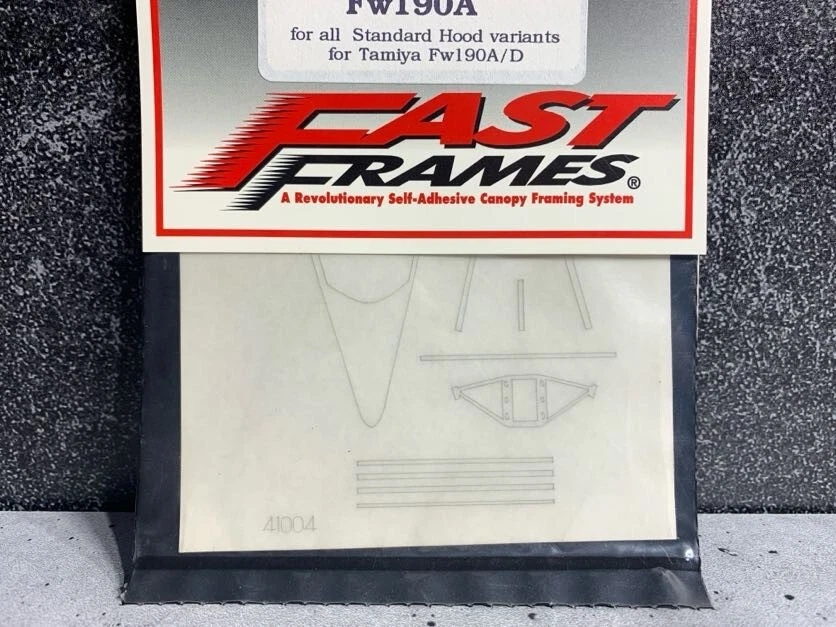 Fw190A
for all Standard Hood variants
for Tamiya Fw190A/D
FAST
FRAMES®
A Revolutionary Self-Adhesive Canopy Framing System
41004